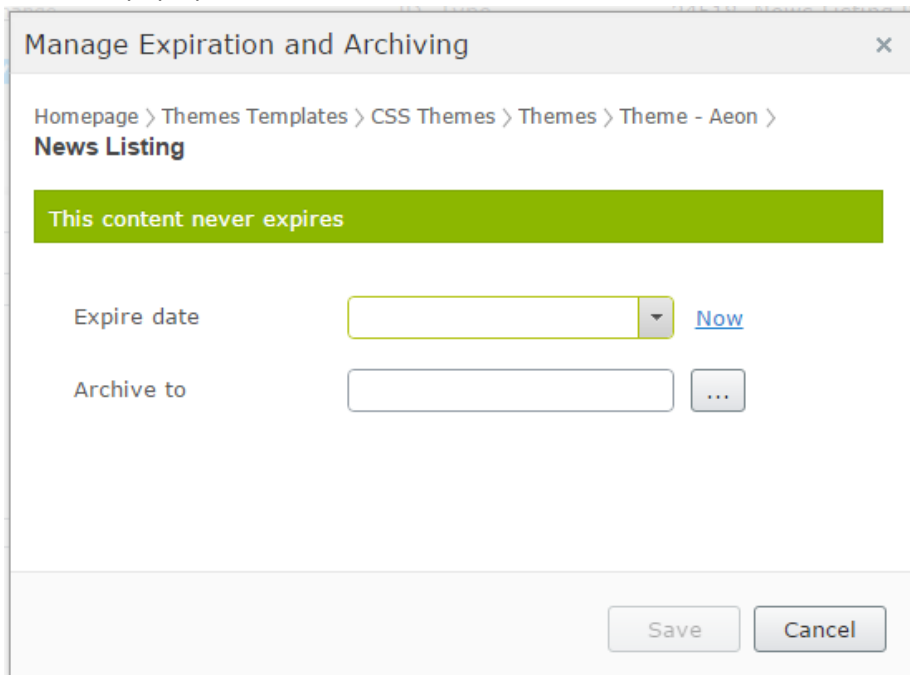 Manage Expiration and Archiving ×
Homepage 〉 Themes Templates 〉 CSS Themes 〉 Themes 〉 Theme - Aeon 〉
News Listing
This content never expires
Expire date
Now
Archive to
...
Save
Cancel